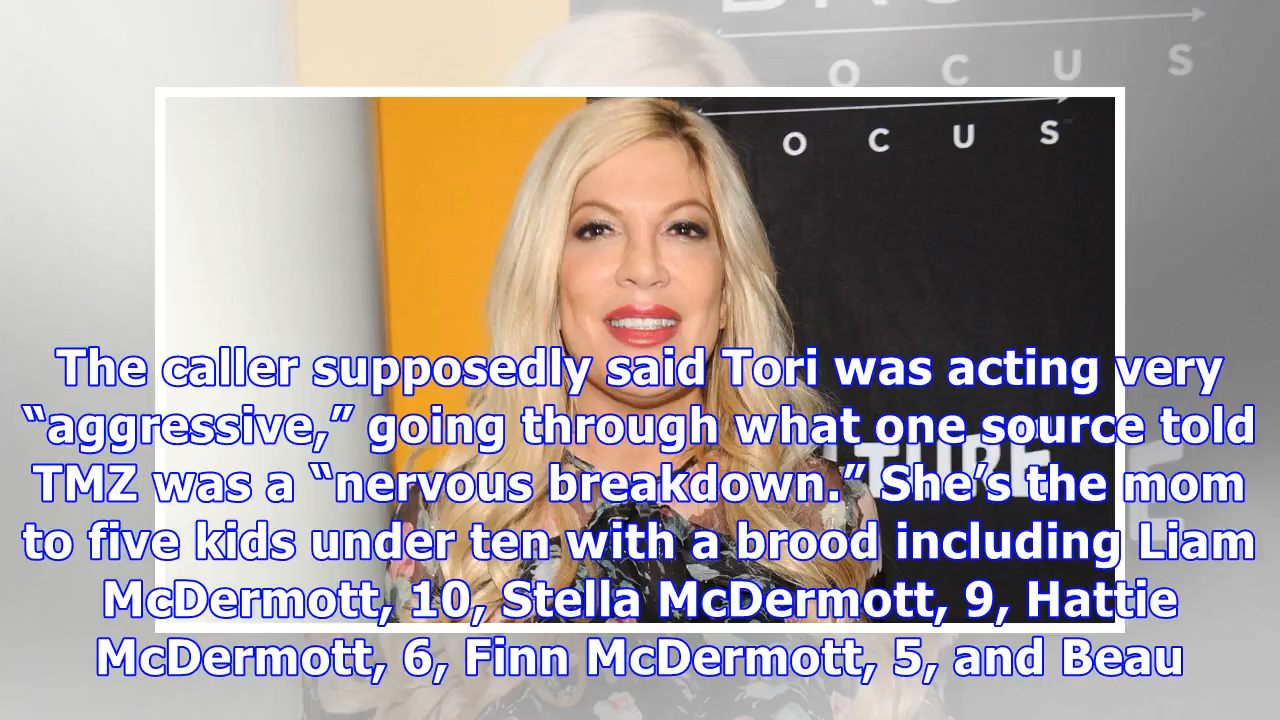 O C U S
O C U S
The caller supposedly said Tori was acting very
“aggressive,” going through what one source told
TMZ was a “nervous breakdown.” She’s the mom
to five kids under ten with a brood including Liam
McDermott, 10, Stella McDermott, 9, Hattie
McDermott, 6, Finn McDermott, 5, and Beau